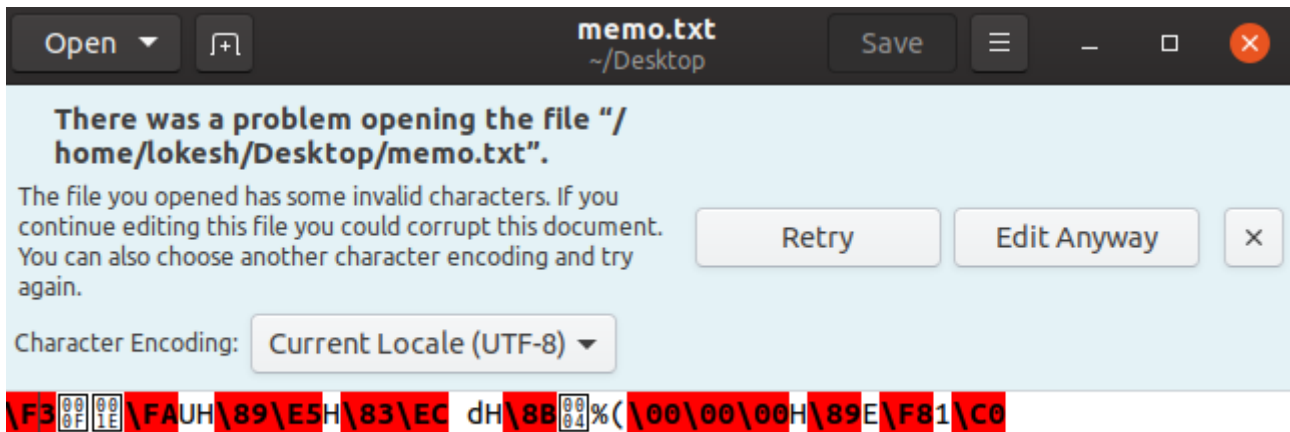 Open
memo.txt
~/Desktop
Save
There was a problem opening the file “/
home/lokesh/Desktop/memo.txt”.
The file you opened has some invalid characters. If you
continue editing this file you could corrupt this document.
You can also choose another character encoding and try
again.
Retry
Edit Anyway
Character Encoding:
Current Locale (UTF-8)
\F3 000F 001E \FAUH\89\E5H\83\EC dH\8B 0004 %(\00\00\00H\89E\F81\C0